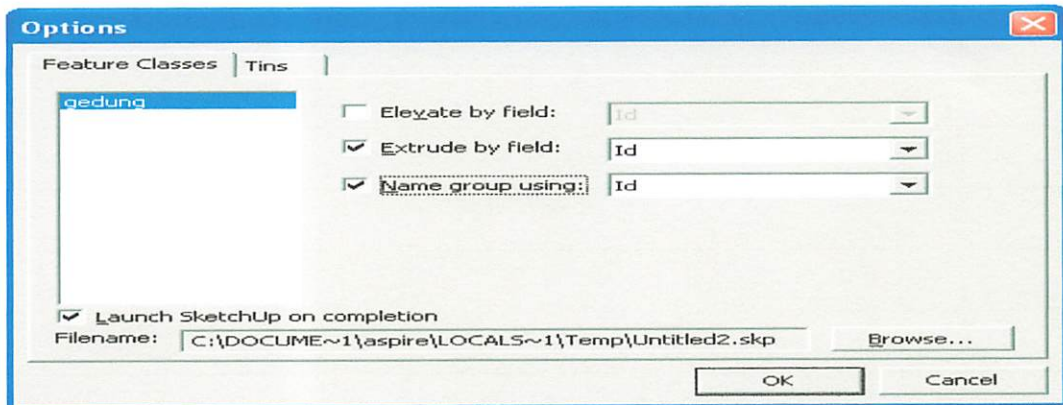 Options
Feature Classes Tins
gedung
Elevate by field: Id
Extrude by field: Id
Name group using: Id
Launch SketchUp on completion
Filename: C:\DOCUME~1\aspire\LOCALS~1\Temp\Untitled2.skp Browse...
OK Cancel